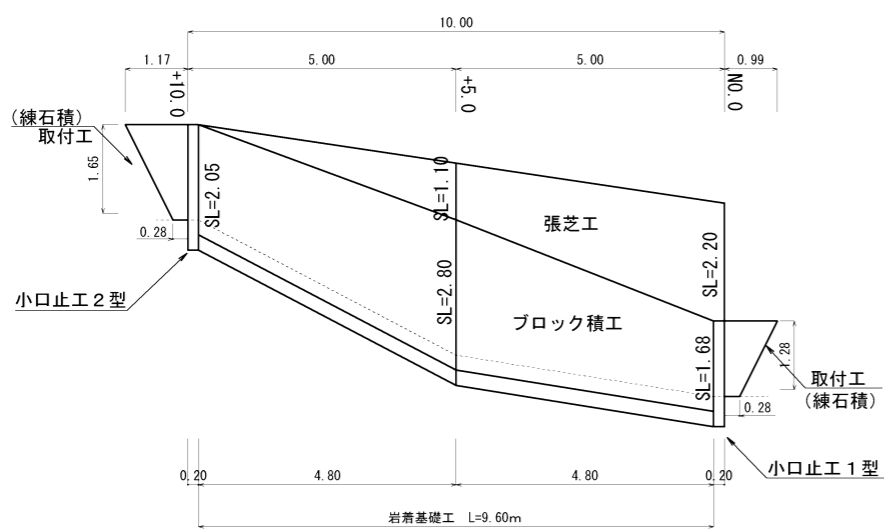 10.00
1.17
5.00
5.00
0.99
+10.0
+5.0
NO.0
(練石積)
取付工
1.65
SL=2.05
SL=1.10
張芝工
SL=2.20
0.28
小口止工２型
SL=2.80
ブロック積工
SL=1.68
1.28
取付工
(練石積)
0.28
小口止工１型
0.20
4.80
4.80
0.20
岩着基礎工 L=9.60m